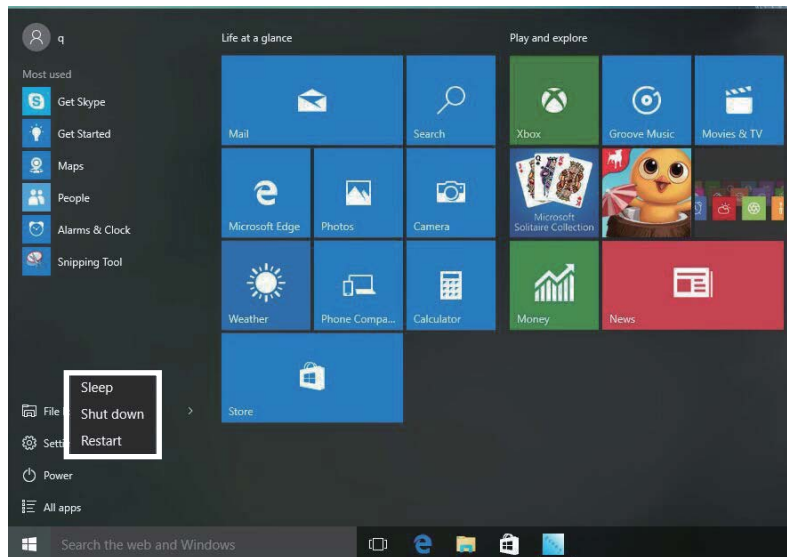 q
Most used
Get Skype
Get Started
Maps
People
Alarms & Clock
Snipping Tool
Sleep
Shut down
Restart
File
Setti
Power
All apps
Search the web and Windows
Life at a glance
Mail
Search
Microsoft Edge
Photos
Camera
Weather
Phone Compa...
Calculator
Store
Play and explore
Xbox
Groove Music
Movies & TV
Microsoft
Solitaire Collection
Money
News